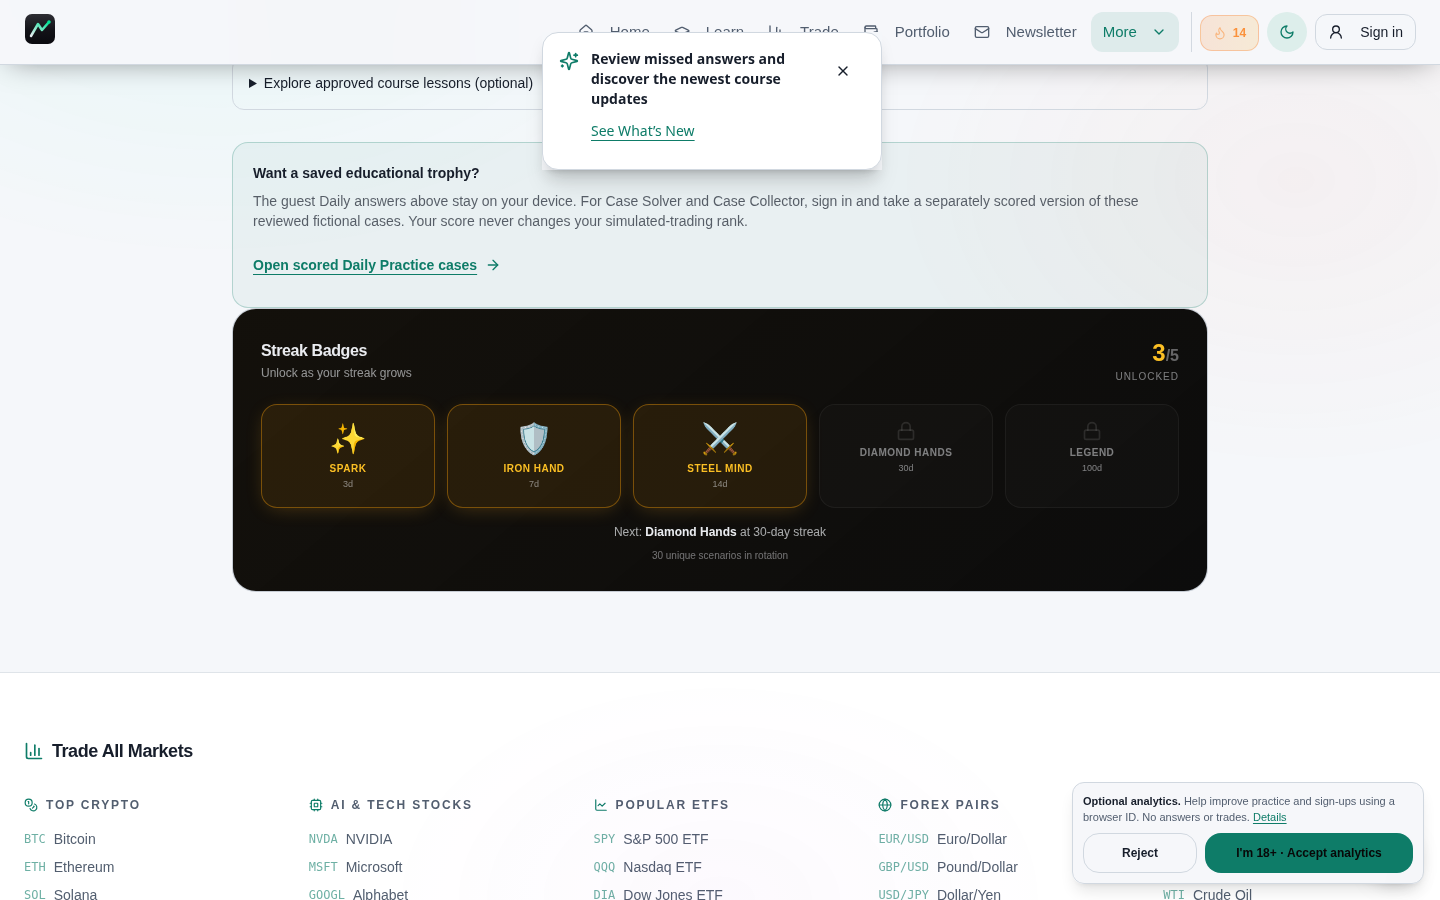 Home Learn Trade Portfolio Newsletter More 14 Sign in
Review missed answers and
discover the newest course
updates
See What's New
Explore approved course lessons (optional)
Want a saved educational trophy?
The guest Daily answers above stay on your device. For Case Solver and Case Collector, sign in and take a separately scored version of these
reviewed fictional cases. Your score never changes your simulated-trading rank.
Open scored Daily Practice cases
Streak Badges
Unlock as your streak grows
3/5
UNLOCKED
SPARK
3d
IRON HAND
7d
STEEL MIND
14d
DIAMOND HANDS
30d
LEGEND
100d
Next: Diamond Hands at 30-day streak
30 unique scenarios in rotation
Trade All Markets
TOP CRYPTO
BTC Bitcoin
ETH Ethereum
SOL Solana
AI & TECH STOCKS
NVDA NVIDIA
MSFT Microsoft
GOOGL Alphabet
POPULAR ETFS
SPY S&P 500 ETF
QQQ Nasdaq ETF
DIA Dow Jones ETF
FOREX PAIRS
EUR/USD Euro/Dollar
GBP/USD Pound/Dollar
USD/JPY Dollar/Yen
WTI Crude Oil
Optional analytics. Help improve practice and sign-ups using a
browser ID. No answers or trades. Details
Reject
I'm 18+ · Accept analytics